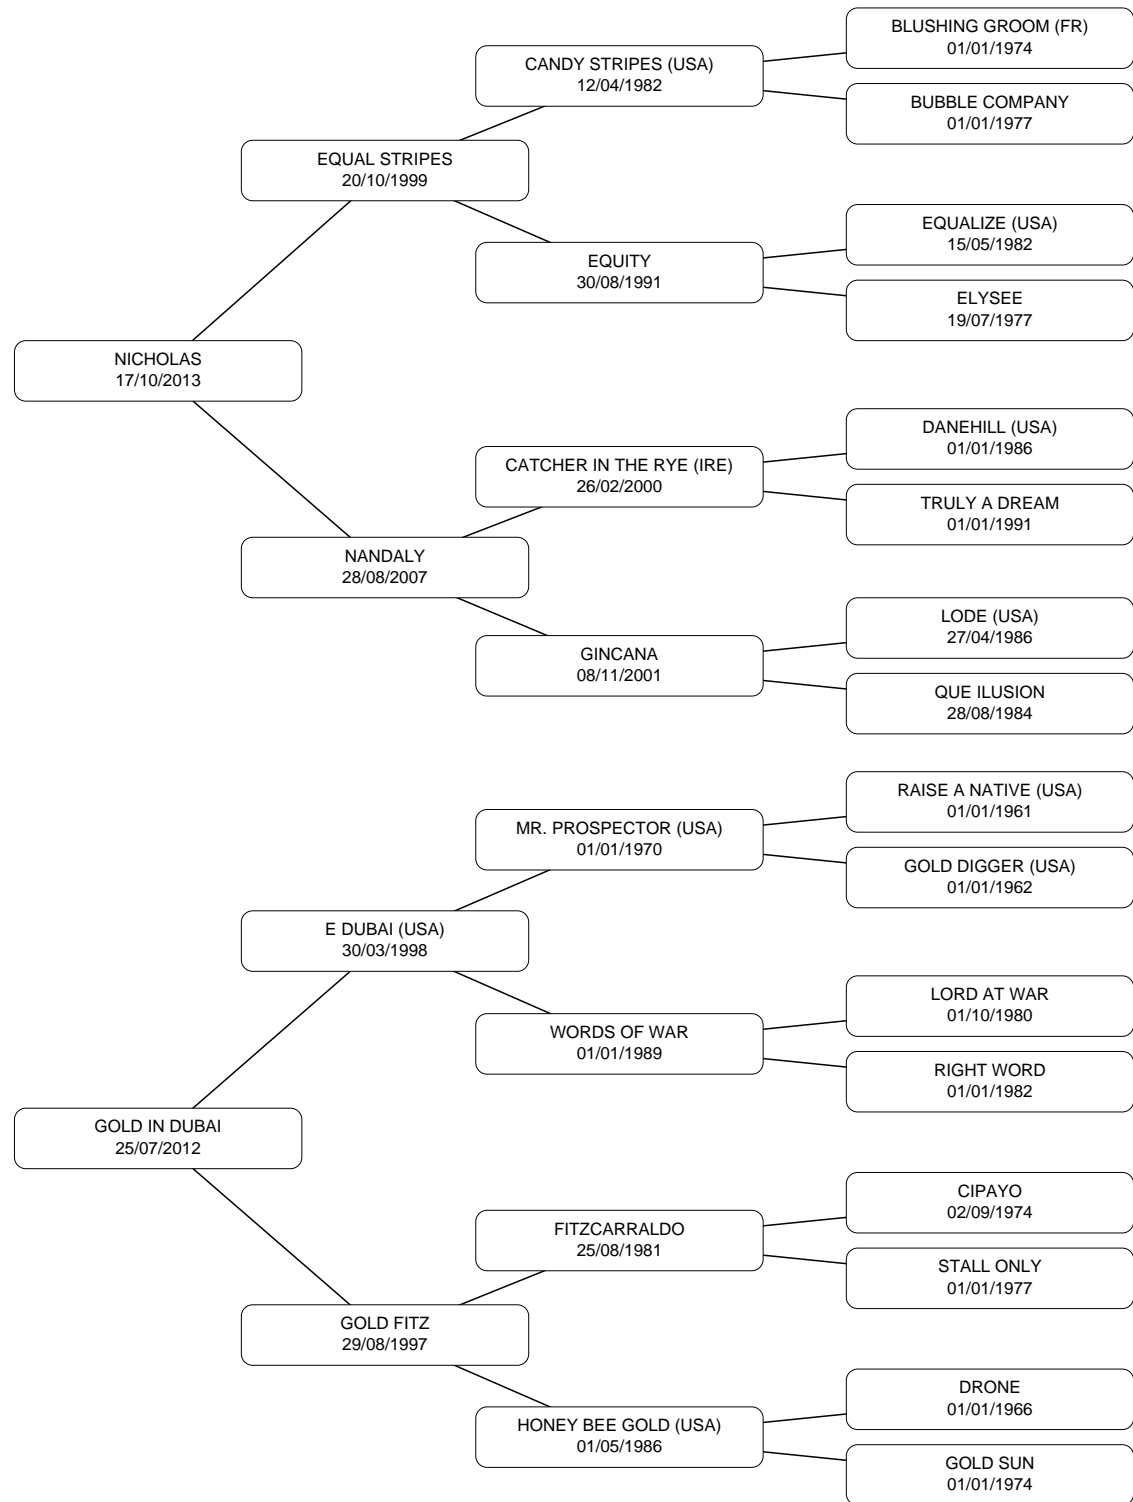 BLUSHING GROOM (FR)
01/01/1974
CANDY STRIPES (USA)
12/04/1982
BUBBLE COMPANY
01/01/1977
EQUAL STRIPES
20/10/1999
EQUALIZE (USA)
15/05/1982
EQUITY
30/08/1991
ELYSEE
19/07/1977
NICHOLAS
17/10/2013
DANEHILL (USA)
01/01/1986
CATCHER IN THE RYE (IRE)
26/02/2000
TRULY A DREAM
01/01/1991
NANDALY
28/08/2007
LODE (USA)
27/04/1986
GINCANA
08/11/2001
QUE ILUSION
28/08/1984
RAISE A NATIVE (USA)
01/01/1961
MR. PROSPECTOR (USA)
01/01/1970
GOLD DIGGER (USA)
01/01/1962
E DUBAI (USA)
30/03/1998
LORD AT WAR
01/10/1980
WORDS OF WAR
01/01/1989
RIGHT WORD
01/01/1982
GOLD IN DUBAI
25/07/2012
CIPAYO
02/09/1974
FITZCARRALDO
25/08/1981
STALL ONLY
01/01/1977
GOLD FITZ
29/08/1997
DRONE
01/01/1966
HONEY BEE GOLD (USA)
01/05/1986
GOLD SUN
01/01/1974